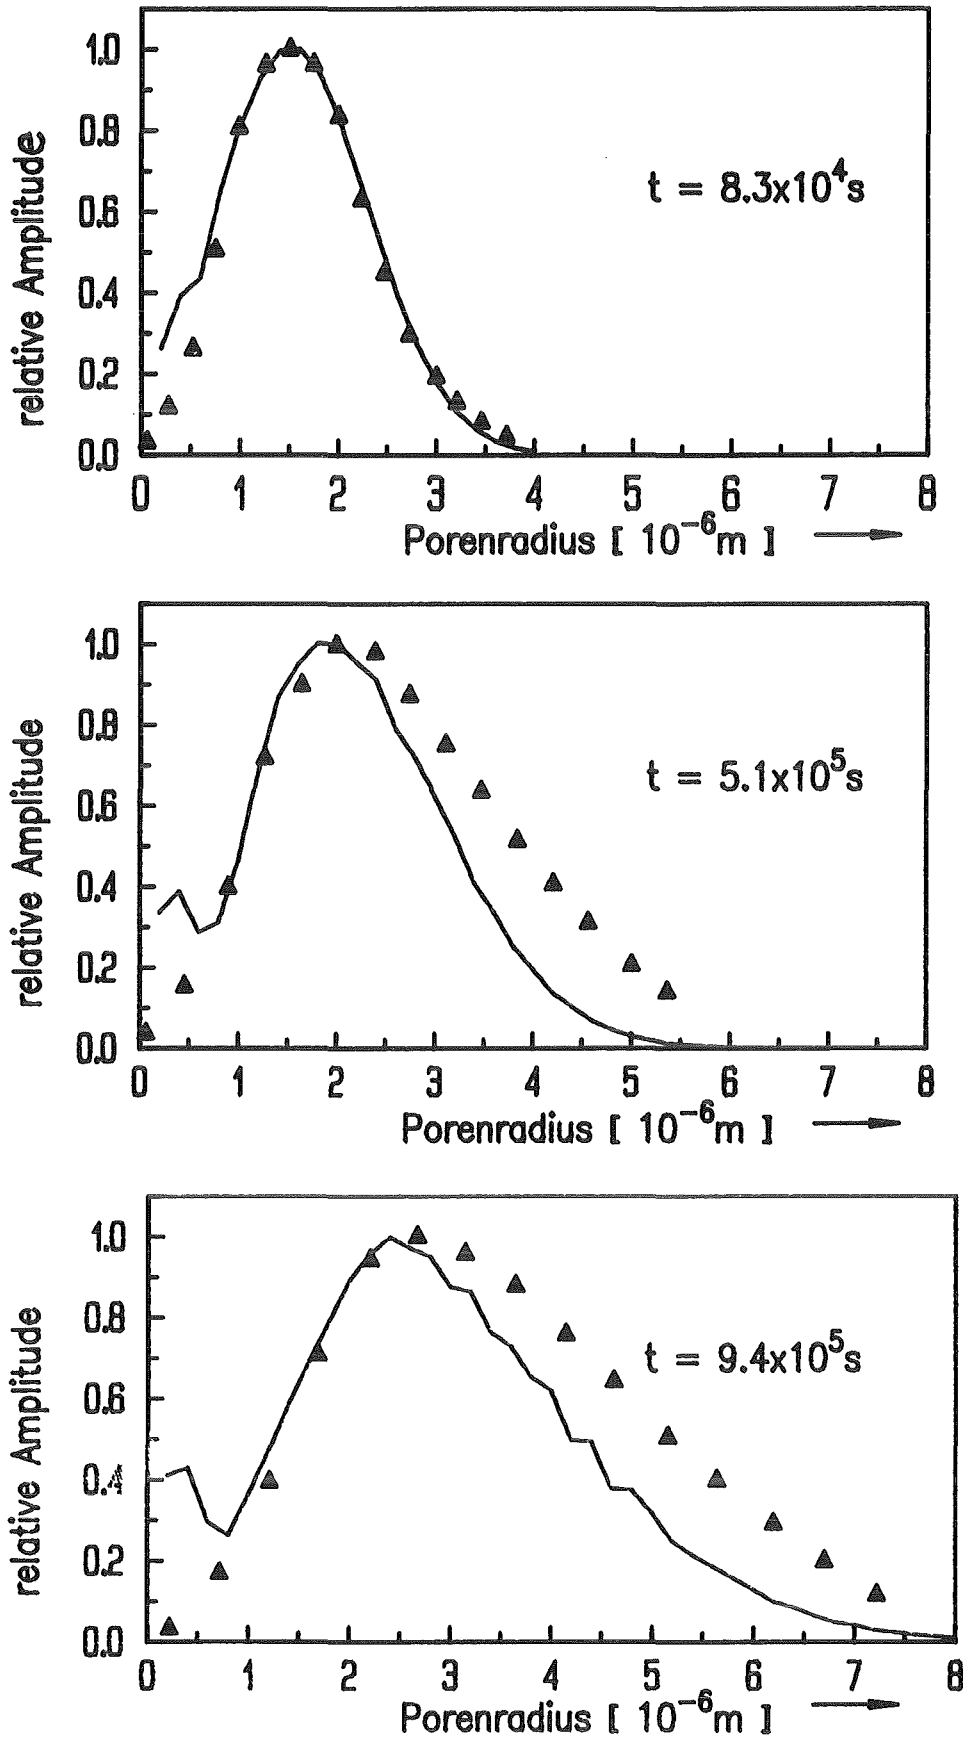 relative Amplitude
1.0
0.8
0.6
0.4
0.2
0.0
t = 8.3x10⁴s
0 1 2 3 4 5 6 7 8
Porenradius [ 10⁻⁶m ]
relative Amplitude
1.0
0.8
0.6
0.4
0.2
0.0
t = 5.1x10⁵s
0 1 2 3 4 5 6 7 8
Porenradius [ 10⁻⁶m ]
relative Amplitude
1.0
0.8
0.6
0.4
0.2
0.0
t = 9.4x10⁵s
0 1 2 3 4 5 6 7 8
Porenradius [ 10⁻⁶m ]